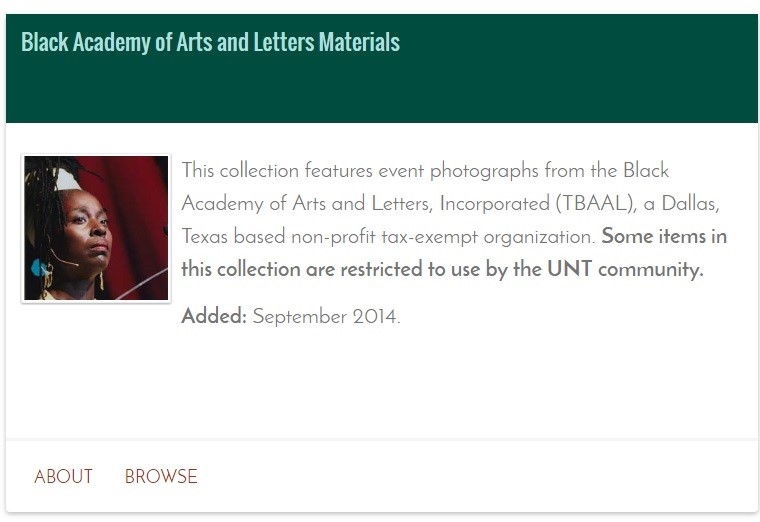 Black Academy of Arts and Letters Materials
This collection features event photographs from the Black
Academy of Arts and Letters, Incorporated (TBAAL), a Dallas,
Texas based non-profit tax-exempt organization. Some items in
this collection are restricted to use by the UNT community.
Added: September 2014.
ABOUT BROWSE